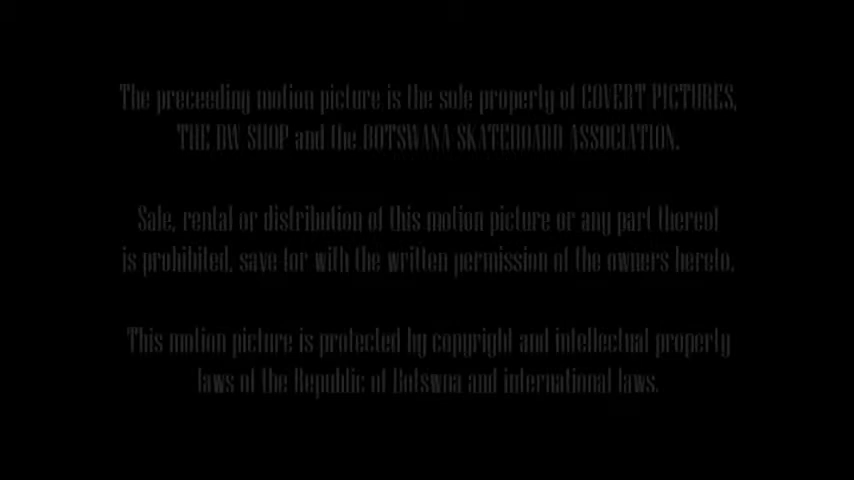 The preceeding motion picture is the sole property of COVERT PICTURES,
THE DW SHOP and the BOTSWANA SKATEBOARD ASSOCIATION.
Sale, rental or distribution of this motion picture or any part thereof
is prohibited, save for with the written permission of the owners hereto.
This motion picture is protected by copyright and intellectual property
laws of the Republic of Botswna and international laws.